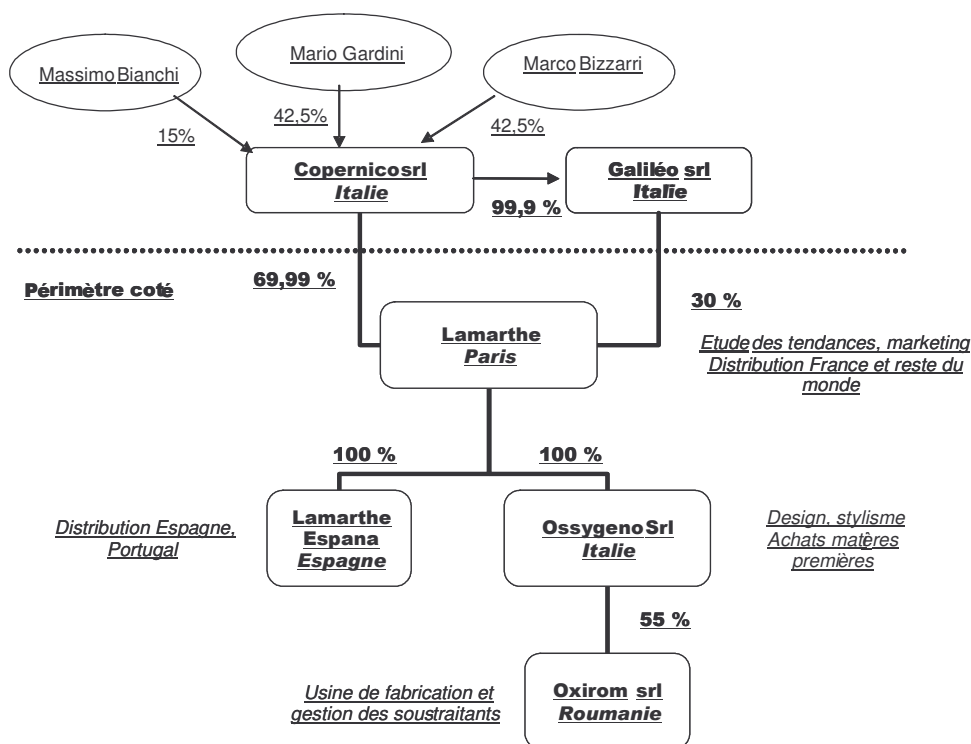 Mario Gardini
Massimo Bianchi
Marco Bizzarri
42,5%
42,5%
15%
Copernico srl
Italie
Galiléo srl
Italie
99,9 %
69,99 %
Périmètre coté
30 %
Lamarthe
Paris
Etude des tendances, marketing
Distribution France et reste du
monde
100 %
100 %
Distribution Espagne,
Portugal
Lamarthe
Espana
Espagne
Ossygeno Srl
Italie
Design, stylisme
Achats matères
premières
55 %
Usine de fabrication et
gestion des soustraitants
Oxirom srl
Roumanie